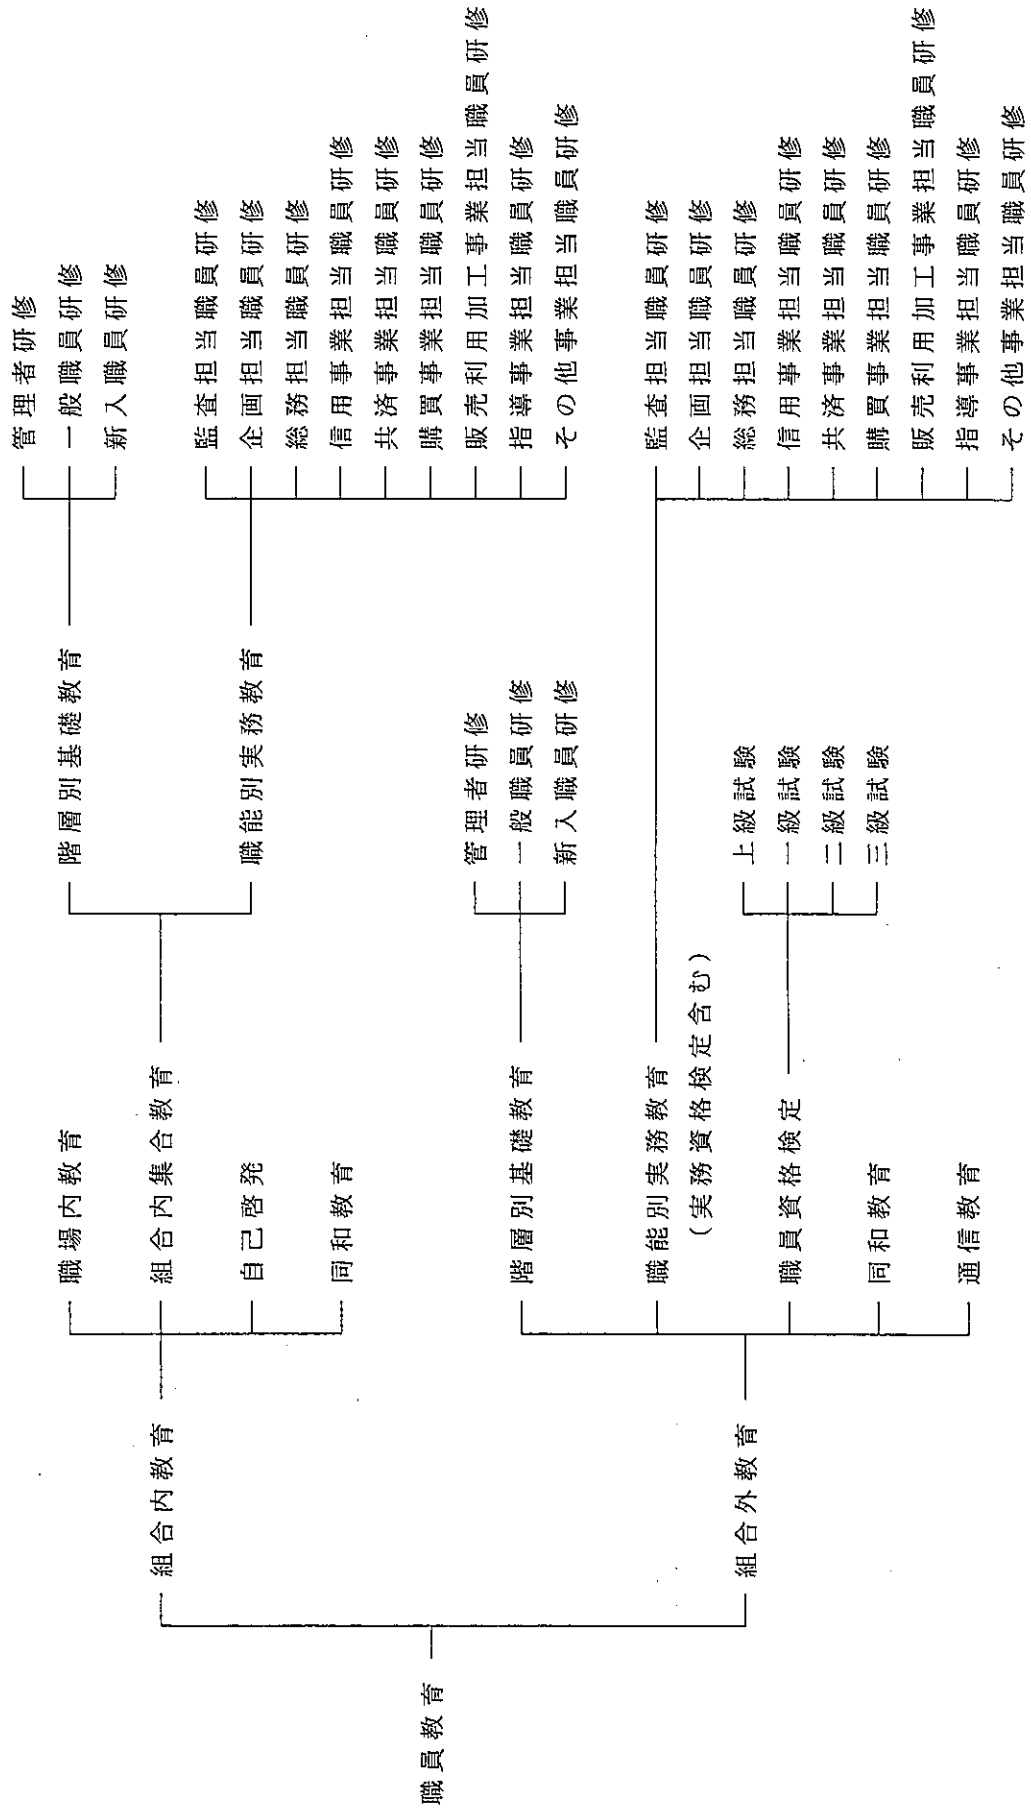 職員教育
組合内教育
職場内教育
組合内集合教育
階層別基礎教育
管理者研修
一般職員研修
新入職員研修
職能別実務教育
監査担当職員研修
企画担当職員研修
総務担当職員研修
信用事業担当職員研修
共済事業担当職員研修
購買事業担当職員研修
販売利用加工事業担当職員研修
指導事業担当職員研修
その他事業担当職員研修
自己啓発
同和教育
組合外教育
階層別基礎教育
管理者研修
一般職員研修
新入職員研修
職能別実務教育
(実務資格検定含む)
監査担当職員研修
企画担当職員研修
総務担当職員研修
信用事業担当職員研修
共済事業担当職員研修
購買事業担当職員研修
販売利用加工事業担当職員研修
指導事業担当職員研修
その他事業担当職員研修
職員資格検定
上級試験
一級試験
二級試験
三級試験
同和教育
通信教育